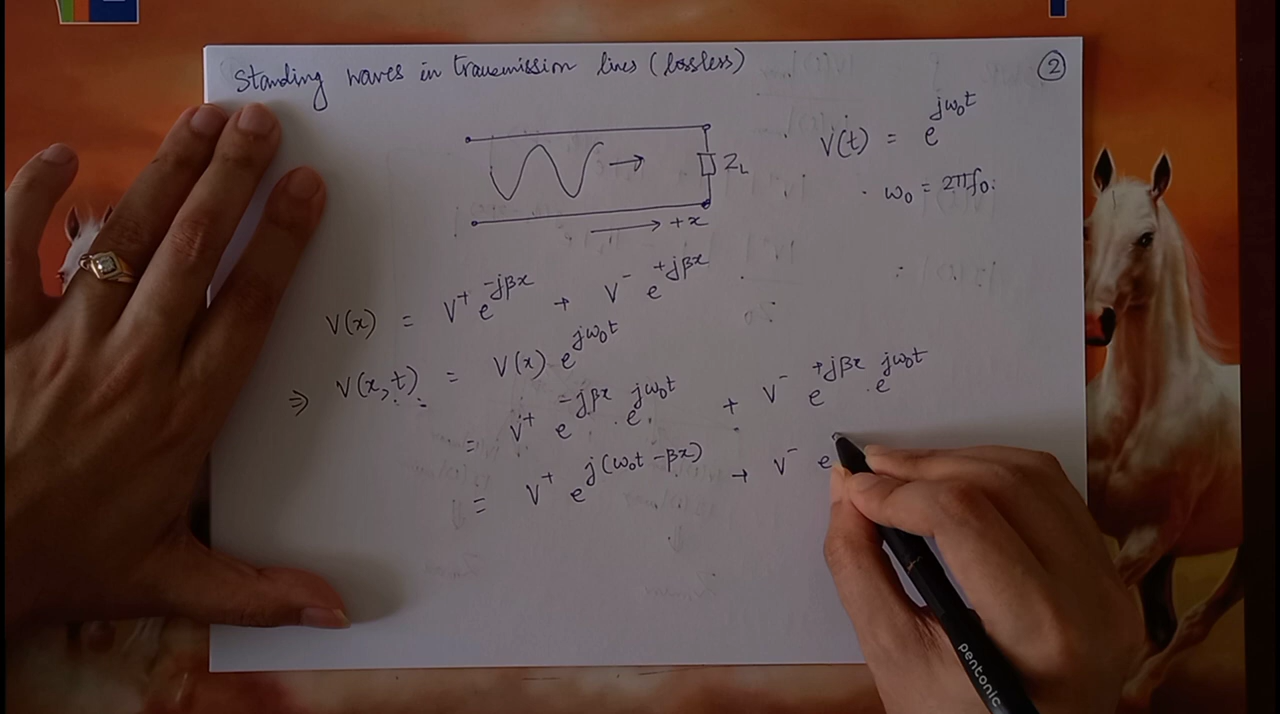 Standing waves in transmission lines (lossless)
2
V(t) = e^{jω₀t}
Z_L
ω₀ = 2πf₀.
→ +x
V(x) = V⁺ e^{-jβx} + V⁻ e^{+jβx}
⇒ V(x,t) = V(x) · e^{jω₀t}
= V⁺ e^{-jβx} · e^{jω₀t} + V⁻ e^{+jβx} · e^{jω₀t}
= V⁺ e^{j(ω₀t - βx)} + V⁻ e
pentonic